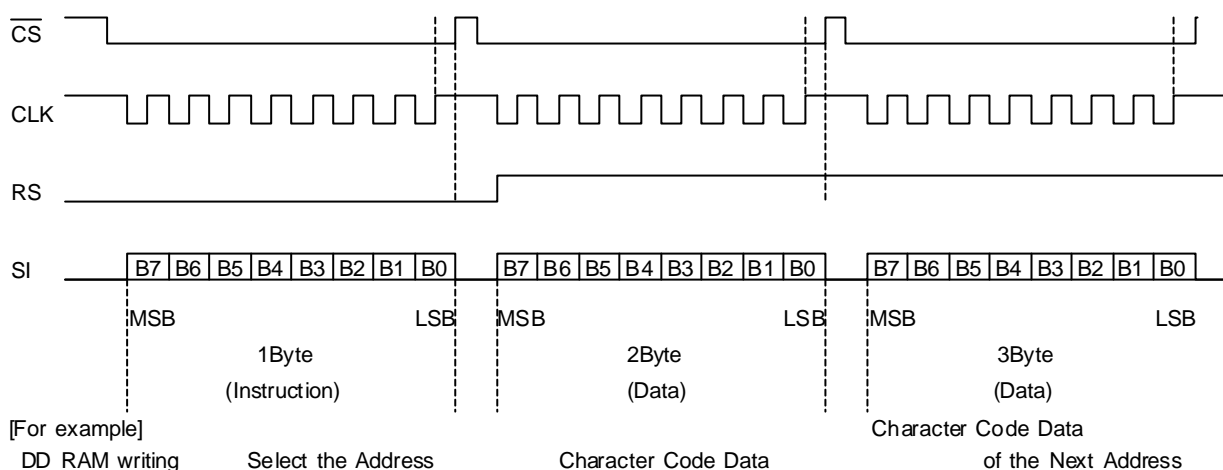 CS
CLK
RS
SI B7 B6 B5 B4 B3 B2 B1 B0 B7 B6 B5 B4 B3 B2 B1 B0 B7 B6 B5 B4 B3 B2 B1 B0
MSB LSB MSB LSB MSB LSB
1Byte 2Byte 3Byte
(Instruction) (Data) (Data)
[For example] Character Code Data
DD RAM writing Select the Address Character Code Data of the Next Address